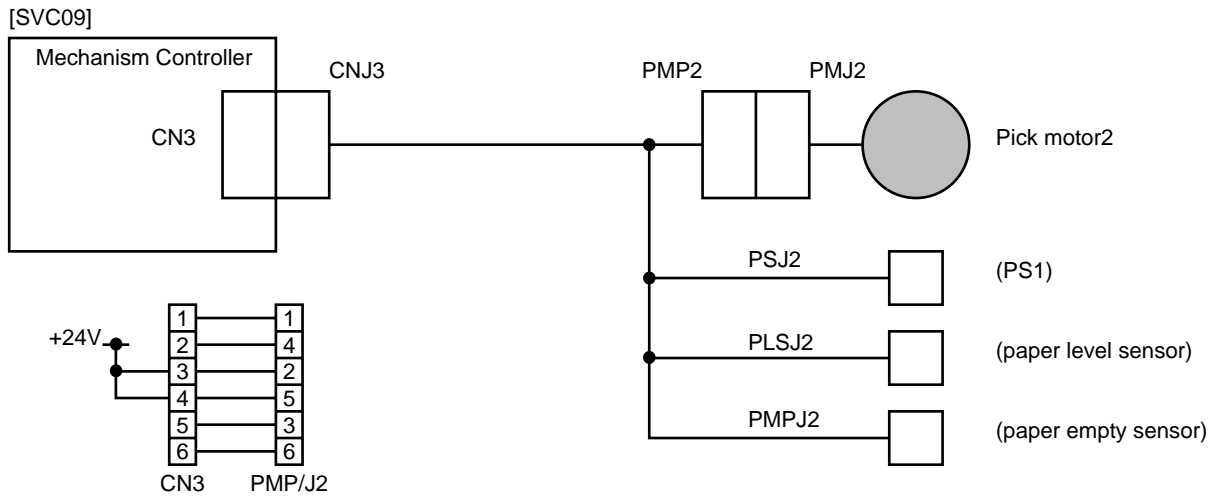 [SVC09]
Mechanism Controller
CNJ3
PMP2
PMJ2
CN3
Pick motor2
PSJ2
(PS1)
PLSJ2
(paper level sensor)
PMPJ2
(paper empty sensor)
+24V
1 1
2 4
3 2
4 5
5 3
6 6
CN3 PMP/J2